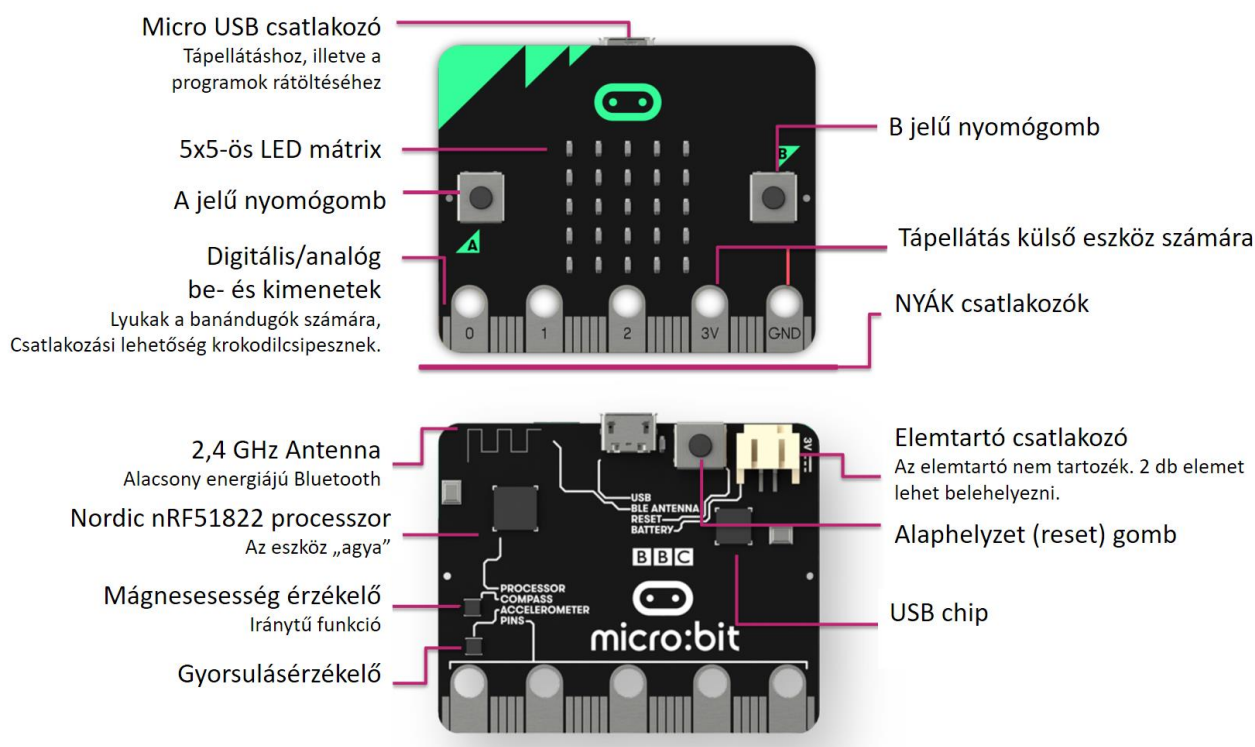 Micro USB csatlakozó
Tápellátáshoz, illetve a
programok rátöltéséhez
5x5-ös LED mátrix
A jelű nyomógomb
Digitális/analóg
be- és kimenetek
Lyukak a banándugók számára,
Csatlakozási lehetőség krokodilcsipesznek.
B jelű nyomógomb
Tápellátás külső eszköz számára
NYÁK csatlakozók
B
A
0 1 2 3V GND
2,4 GHz Antenna
Alacsony energiájú Bluetooth
Nordic nRF51822 processzor
Az eszköz „agya”
Mágnesesesség érzékelő
Iránytű funkció
Gyorsulásérzékelő
3V
USB
BLE ANTENNA
RESET
BATTERY
BBC
PROCESSOR
COMPASS
ACCELEROMETER
PINS
micro:bit
Elemtartó csatlakozó
Az elemtartó nem tartozék. 2 db elemet
lehet belehelyezni.
Alaphelyzet (reset) gomb
USB chip